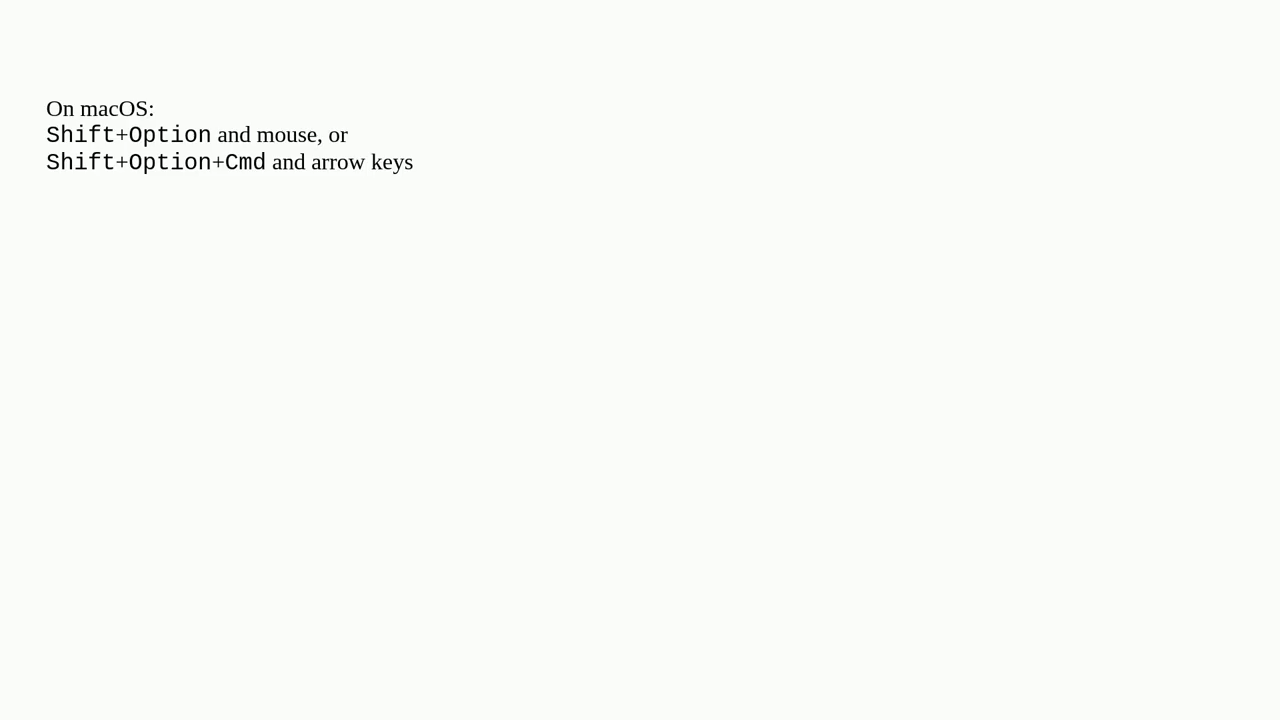 On macOS:
Shift+Option and mouse, or
Shift+Option+Cmd and arrow keys